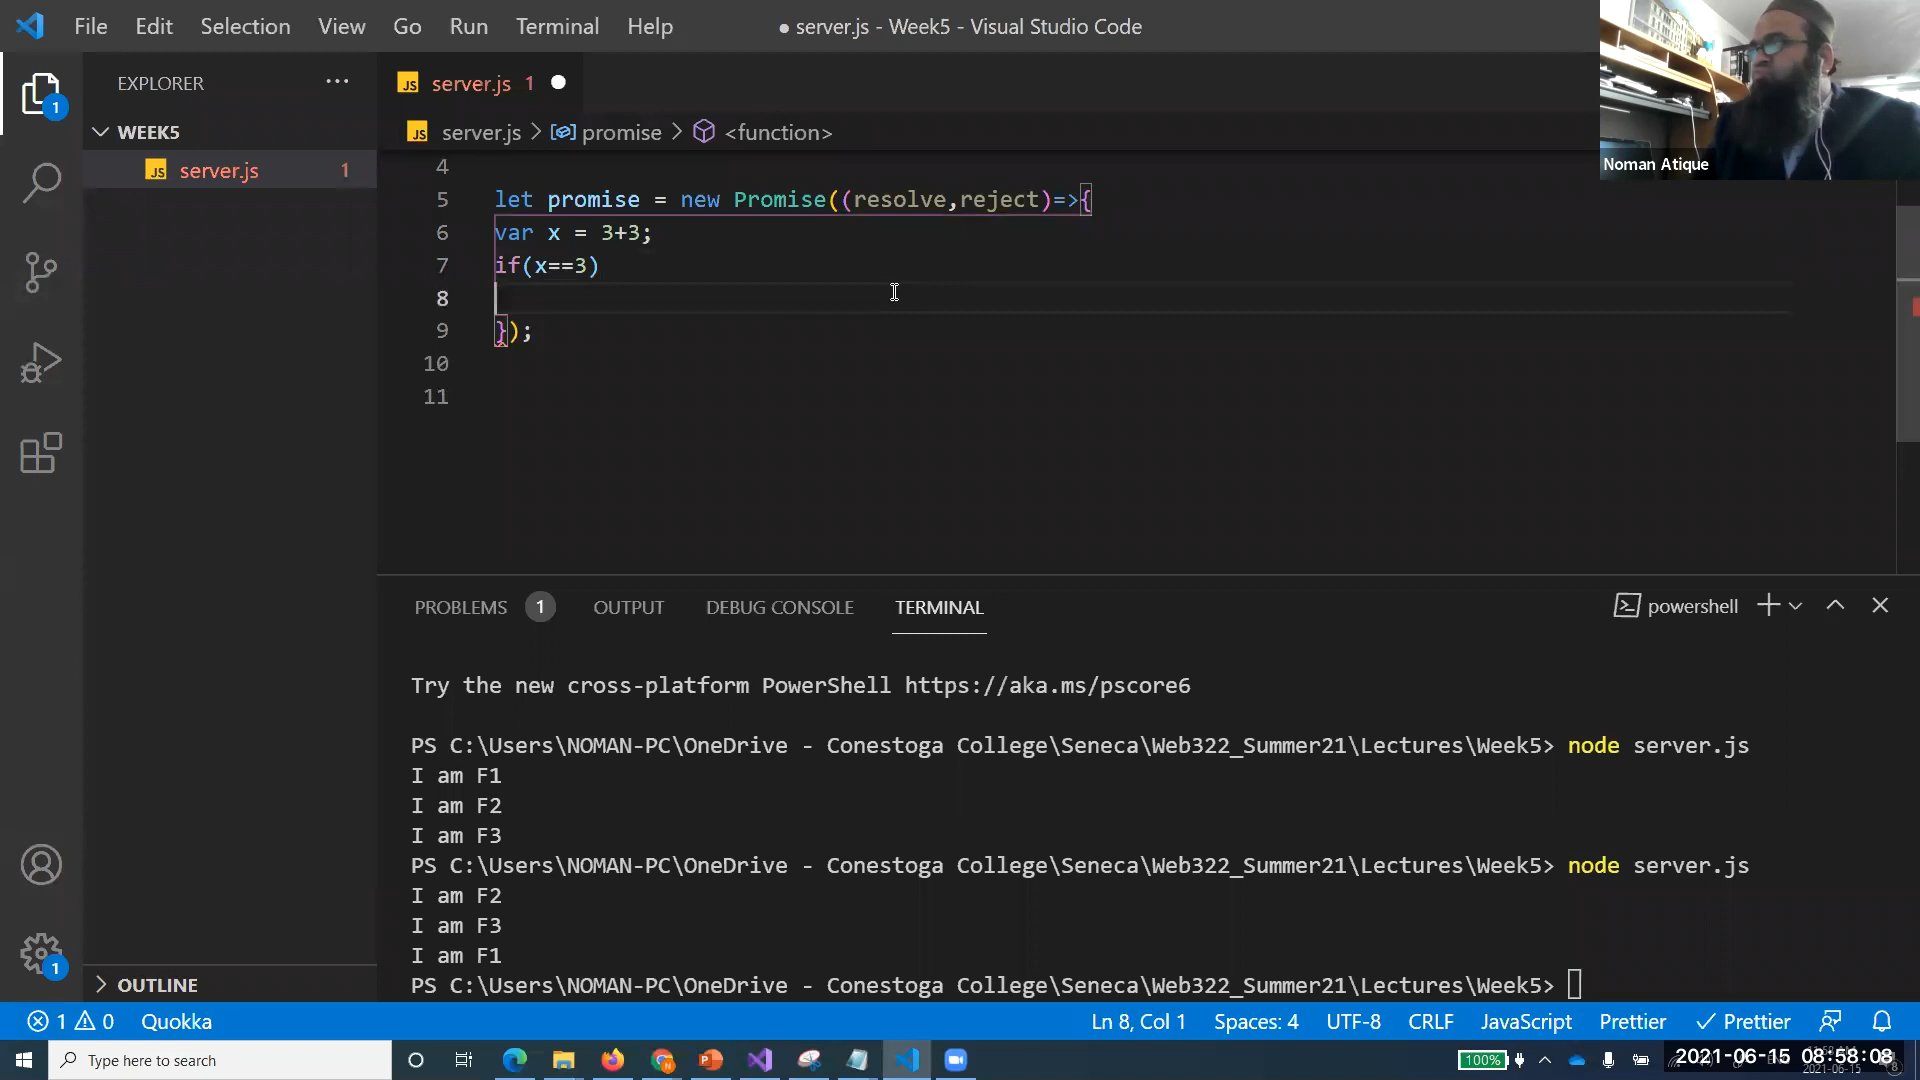 File Edit Selection View Go Run Terminal Help ● server.js - Week5 - Visual Studio Code
Noman Atique
EXPLORER ···
JS server.js 1 ●
1
WEEK5
JS server.js > promise > <function>
JS server.js 1
4
5 let promise = new Promise((resolve,reject)=>{
6 var x = 3+3;
7 if(x==3)
8
9 });
10
11
PROBLEMS 1 OUTPUT DEBUG CONSOLE TERMINAL powershell
Try the new cross-platform PowerShell https://aka.ms/pscore6
PS C:\Users\NOMAN-PC\OneDrive - Conestoga College\Seneca\Web322_Summer21\Lectures\Week5> node server.js
I am F1
I am F2
I am F3
PS C:\Users\NOMAN-PC\OneDrive - Conestoga College\Seneca\Web322_Summer21\Lectures\Week5> node server.js
I am F2
I am F3
I am F1
PS C:\Users\NOMAN-PC\OneDrive - Conestoga College\Seneca\Web322_Summer21\Lectures\Week5>
1
OUTLINE
1 0 Quokka Ln 8, Col 1 Spaces: 4 UTF-8 CRLF JavaScript Prettier ✓ Prettier
Type here to search 100% 2021-06-15 08:58:08